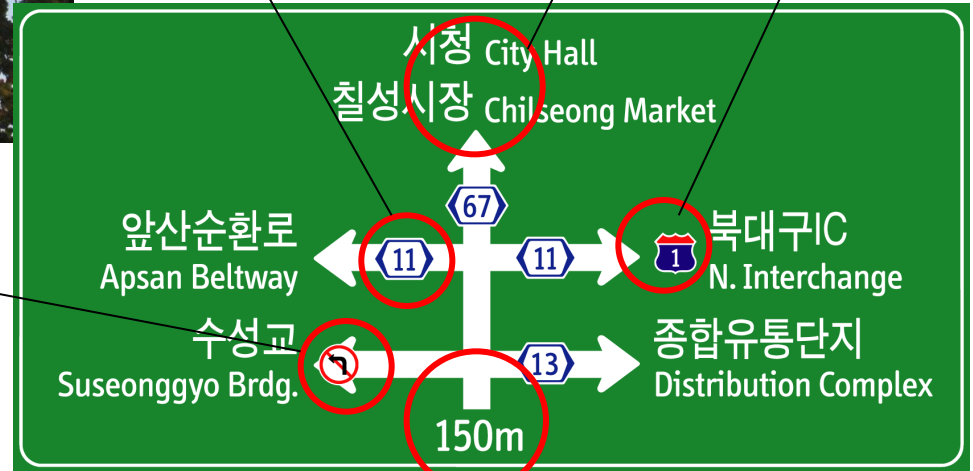 시청 City Hall
칠성시장 Chilseong Market
67
앞산순환로
Apsan Beltway
11
11
1
북대구IC
N. Interchange
수성교
Suseonggyo Brdg.
13
종합유통단지
Distribution Complex
150m